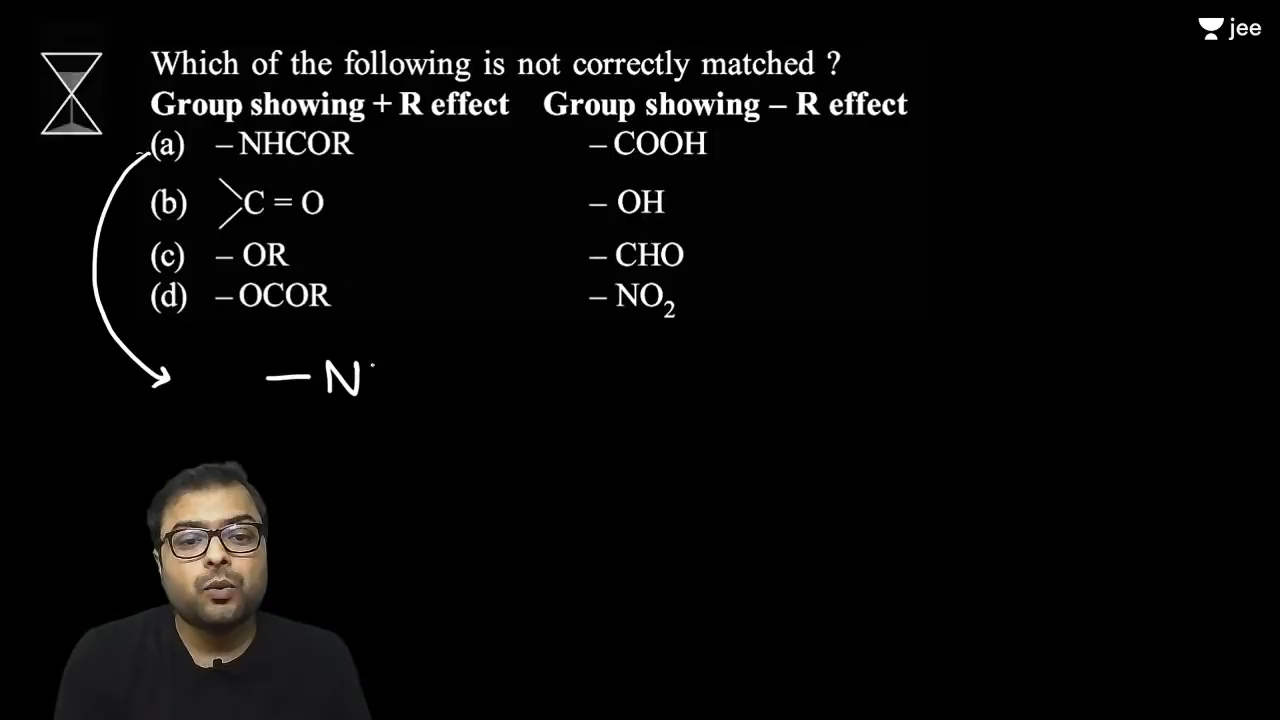 jee
Which of the following is not correctly matched ?
Group showing + R effect Group showing – R effect
(a) – NHCOR – COOH
(b) >C = O – OH
(c) – OR – CHO
(d) – OCOR – NO₂
— N